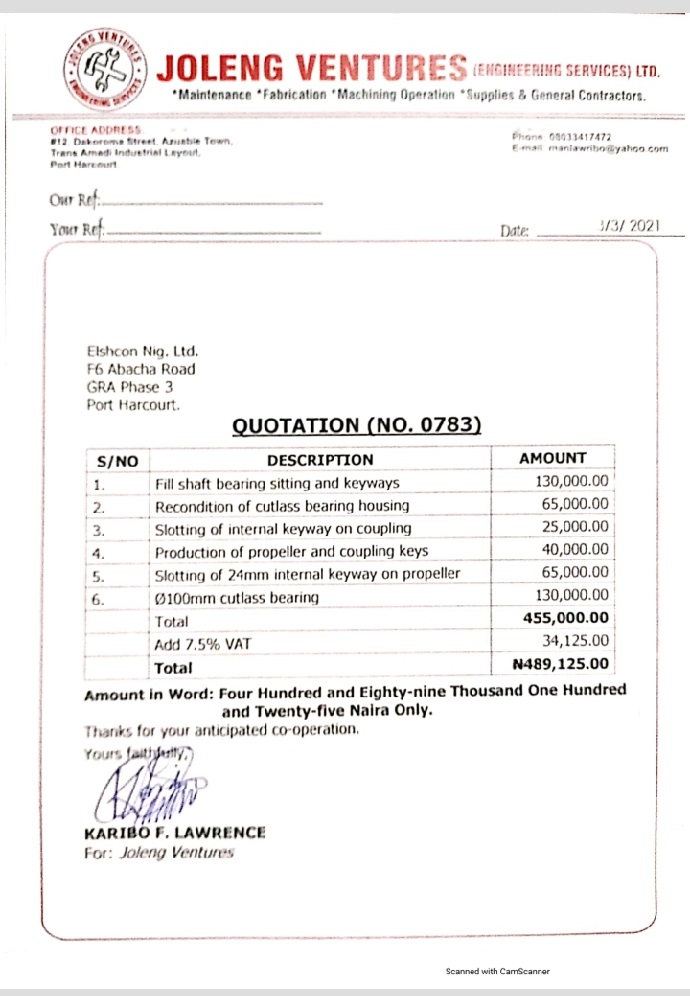 JOLENG VENTURES
ENGINEERING SERVICES
JOLENG VENTURES (ENGINEERING SERVICES) LTD.
*Maintenance *Fabrication *Machining Operation *Supplies & General Contractors.
OFFICE ADDRESS
#12 Dakoroma Street, Azuabie Town,
Trans Amadi Industrial Layout,
Port Harcourt
Phone 08033417472
E-mail manlawribo@yahoo.com
Our Ref:
Your Ref:
Date: 3/3/ 2021
Elshcon Nig. Ltd.
F6 Abacha Road
GRA Phase 3
Port Harcourt.
QUOTATION (NO. 0783)
S/NO DESCRIPTION AMOUNT
1. Fill shaft bearing sitting and keyways 130,000.00
2. Recondition of cutlass bearing housing 65,000.00
3. Slotting of internal keyway on coupling 25,000.00
4. Production of propeller and coupling keys 40,000.00
5. Slotting of 24mm internal keyway on propeller 65,000.00
6. Ø100mm cutlass bearing 130,000.00
Total 455,000.00
Add 7.5% VAT 34,125.00
Total ₦489,125.00
Amount in Word: Four Hundred and Eighty-nine Thousand One Hundred
and Twenty-five Naira Only.
Thanks for your anticipated co-operation.
Yours faithfully,
KARIBO F. LAWRENCE
For: Joleng Ventures
Scanned with CamScanner